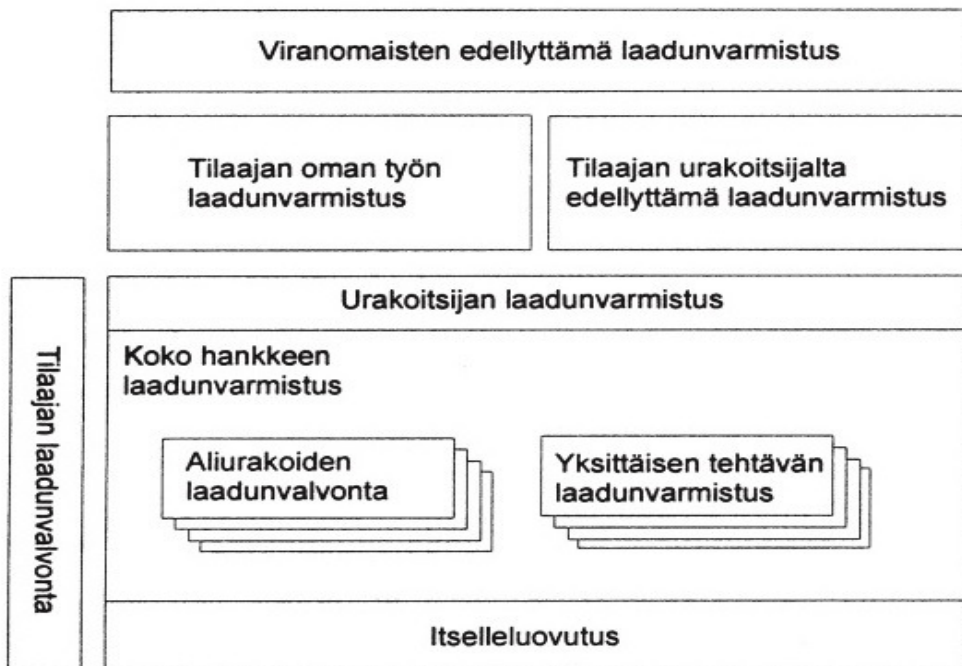 Viranomaisten edellyttämä laadunvarmistus
Tilaajan oman työn
laadunvarmistus
Tilaajan urakoitsijalta
edellyttämä laadunvarmistus
Tilaajan laadunvalvonta
Urakoitsijan laadunvarmistus
Koko hankkeen
laadunvarmistus
Aliurakoiden
laadunvalvonta
Yksittäisen tehtävän
laadunvarmistus
Itselleluovutus